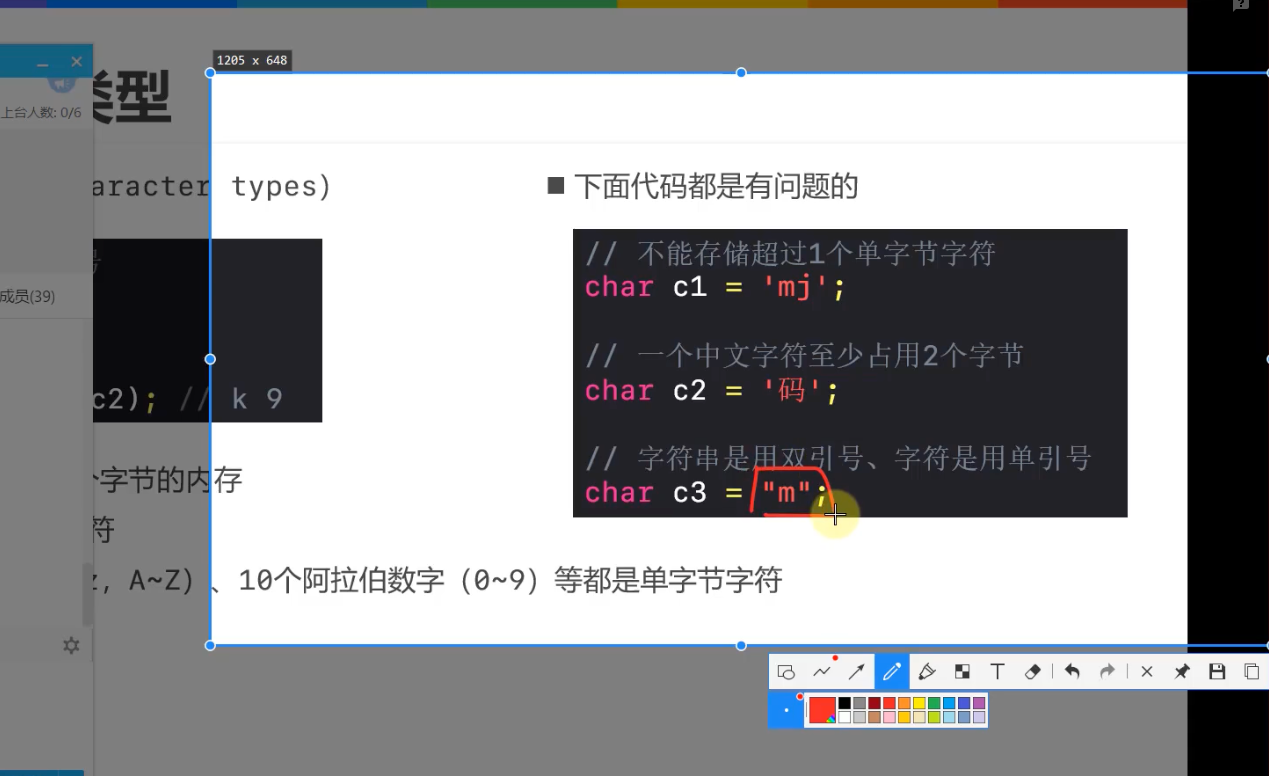 1205 x 648
类型
上台人数: 0/6
aracter types)
下面代码都是有问题的
// 不能存储超过1个单字节字符
char c1 = 'mj';
成员(39)
// 一个中文字符至少占用2个字节
char c2 = '码';
c2); // k 9
// 字符串是用双引号、字符是用单引号
char c3 = "m";
个字节的内存
符
z, A~Z）、10个阿拉伯数字（0~9）等都是单字节字符
T